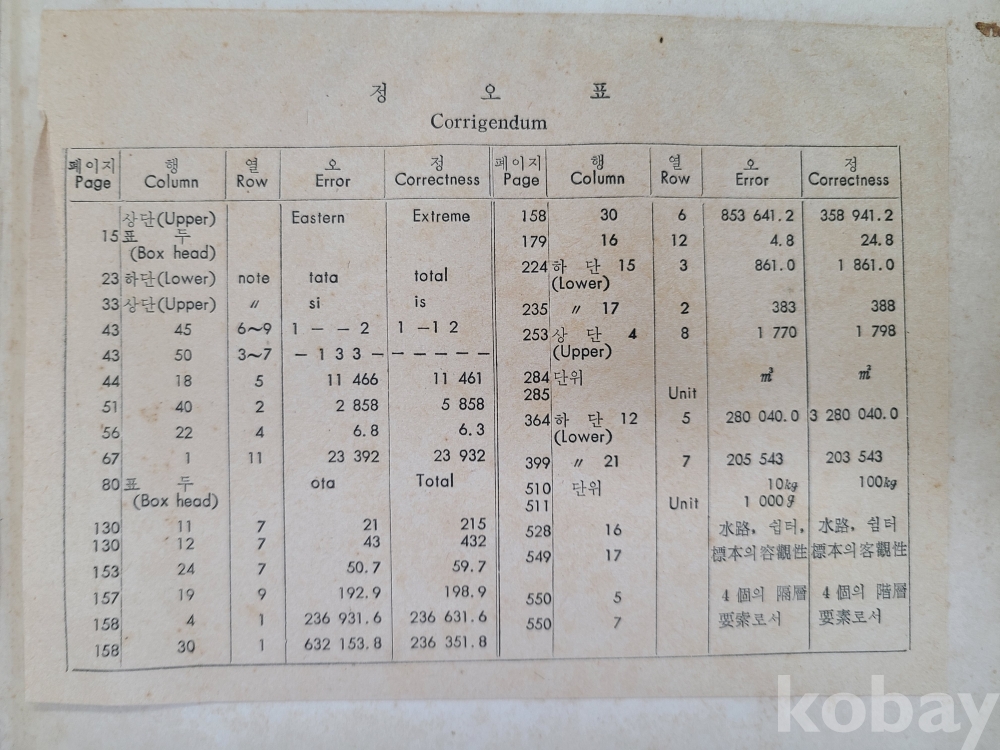 정 오 표
Corrigendum
페이지 행 열 오 정 페이지 행 열 오 정
Page Column Row Error Correctness Page Column Row Error Correctness
상단(Upper) Eastern Extreme
15 표 두
(Box head)
23 하단(Lower) note tata total
33 상단(Upper) 〃 si is
43 45 6~9 1 - - 2 1 - 1 2
43 50 3~7 - 1 3 3 - - - - - -
44 18 5 11 466 11 461
51 40 2 2 858 5 858
56 22 4 6.8 6.3
67 1 11 23 392 23 932
80 표 두 ota Total
(Box head)
130 11 7 21 215
130 12 7 43 432
153 24 7 50.7 59.7
157 19 9 192.9 198.9
158 4 1 236 931.6 236 631.6
158 30 1 632 153.8 236 351.8
158 30 6 853 641.2 358 941.2
179 16 12 4.8 24.8
224 하 단 15 3 861.0 1 861.0
(Lower)
235 〃 17 2 383 388
253 상 단 4 8 1 770 1 798
(Upper)
284 단위 ㎥ ㎥
285 Unit
364 하 단 12 5 280 040.0 3 280 040.0
(Lower)
399 〃 21 7 205 543 203 543
510 단위 10kg 100kg
511 Unit 1 000g
528 16 水路, 쉽터, 水路, 쉼터
549 17 標本의容觀性 標本의客觀性
550 5 4個의 隔層 4個의 階層
550 7 要索로서 要素로서
kobay